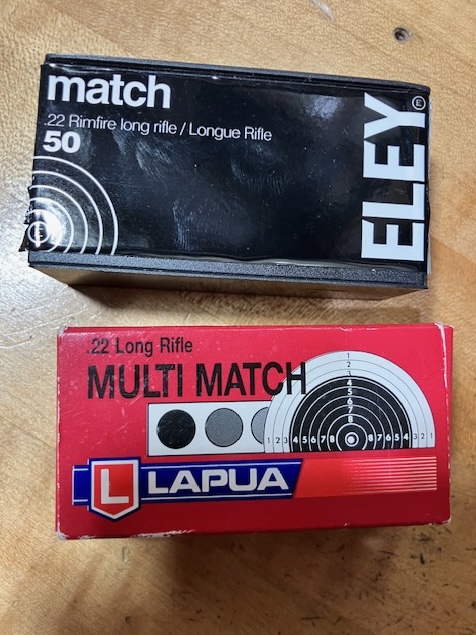 match
.22 Rimfire long rifle / Longue Rifle
50
E
ELEY
E
.22 Long Rifle
MULTI MATCH
1
2
3
4
5
6
7
8
1 2 3 4 5 6 7 8 8 7 6 5 4 3 2 1
L LAPUA